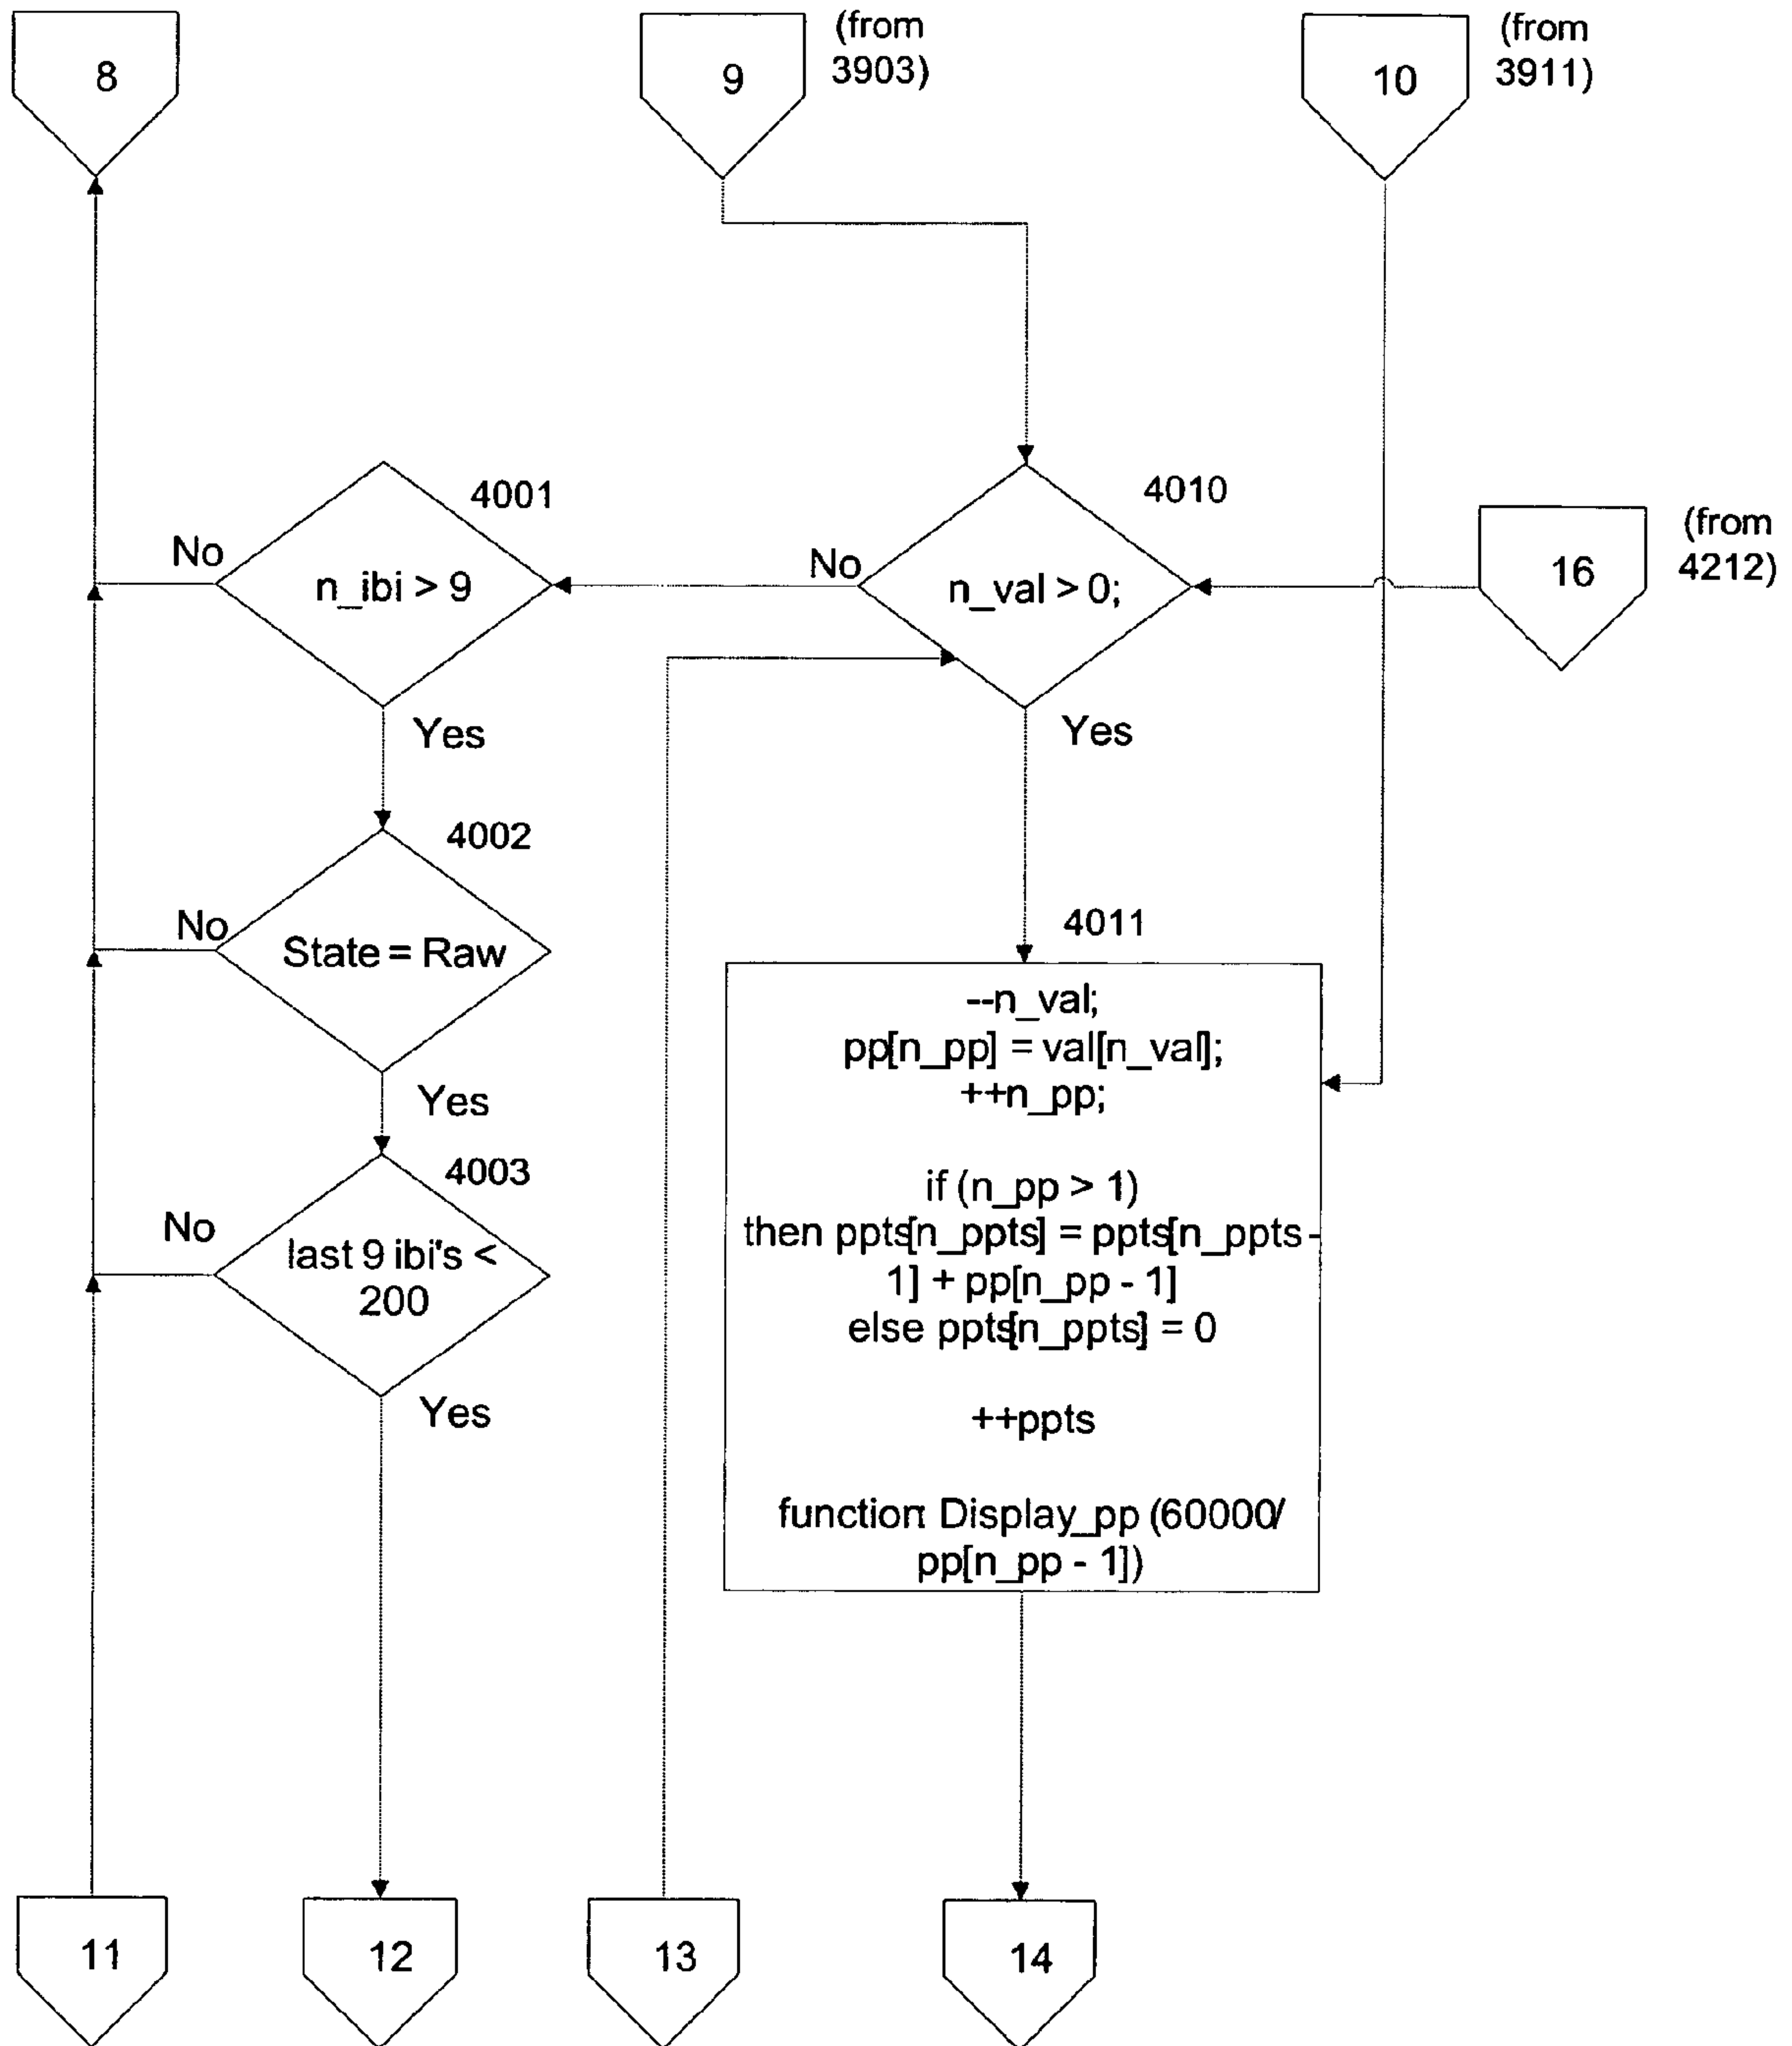 8
9
(from
3903)
10
(from
3911)
4001
No
n_ibi > 9
Yes
No
4010
n_val > 0;
Yes
16
(from
4212)
4002
No
State = Raw
Yes
4003
No
last 9 ibi's <
200
Yes
4011
--n_val;
pp[n_pp] = val[n_val];
++n_pp;
if (n_pp > 1)
then ppts[n_ppts] = ppts[n_ppts -
1] + pp[n_pp - 1]
else ppts[n_ppts] = 0
++ppts
function: Display_pp (60000/
pp[n_pp - 1])
11
12
13
14